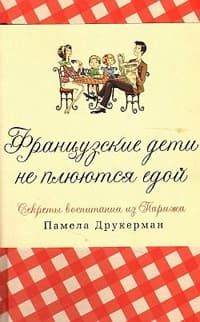 Французские дети
не плюются едой
Секреты воспитания из Парижа
Памела Друкерман